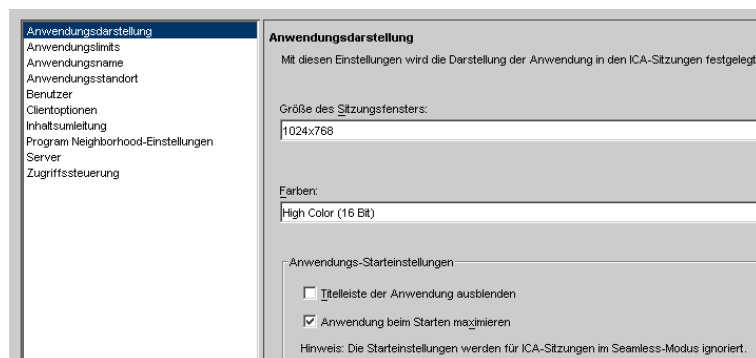 Anwendungsdarstellung
Anwendungslimits
Anwendungsname
Anwendungsstandort
Benutzer
Clientoptionen
Inhaltsumleitung
Program Neighborhood-Einstellungen
Server
Zugriffssteuerung
Anwendungsdarstellung
Mit diesen Einstellungen wird die Darstellung der Anwendung in den ICA-Sitzungen festgelegt
Größe des Sitzungsfensters:
1024x768
Farben:
High Color (16 Bit)
Anwendungs-Starteinstellungen
Titelleiste der Anwendung ausblenden
Anwendung beim Starten maximieren
Hinweis: Die Starteinstellungen werden für ICA-Sitzungen im Seamless-Modus ignoriert.